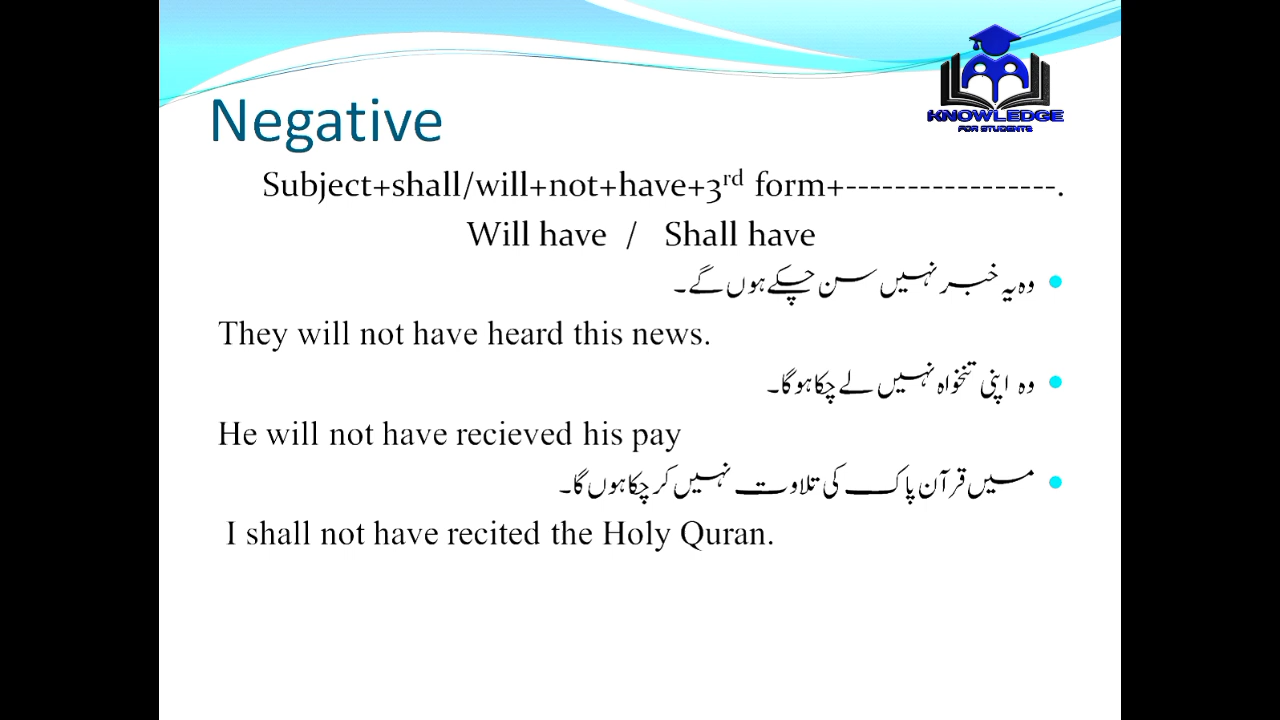 KNOWLEDGE
FOR STUDENTS
Negative
Subject+shall/will+not+have+3rd form+-----------------.
Will have / Shall have
• وہ یہ خبر نہیں سن چکے ہوں گے۔
They will not have heard this news.
• وہ اپنی تنخواہ نہیں لے چکا ہو گا۔
He will not have recieved his pay
• میں قرآن پاک کی تلاوت نہیں کر چکا ہوں گا۔
I shall not have recited the Holy Quran.